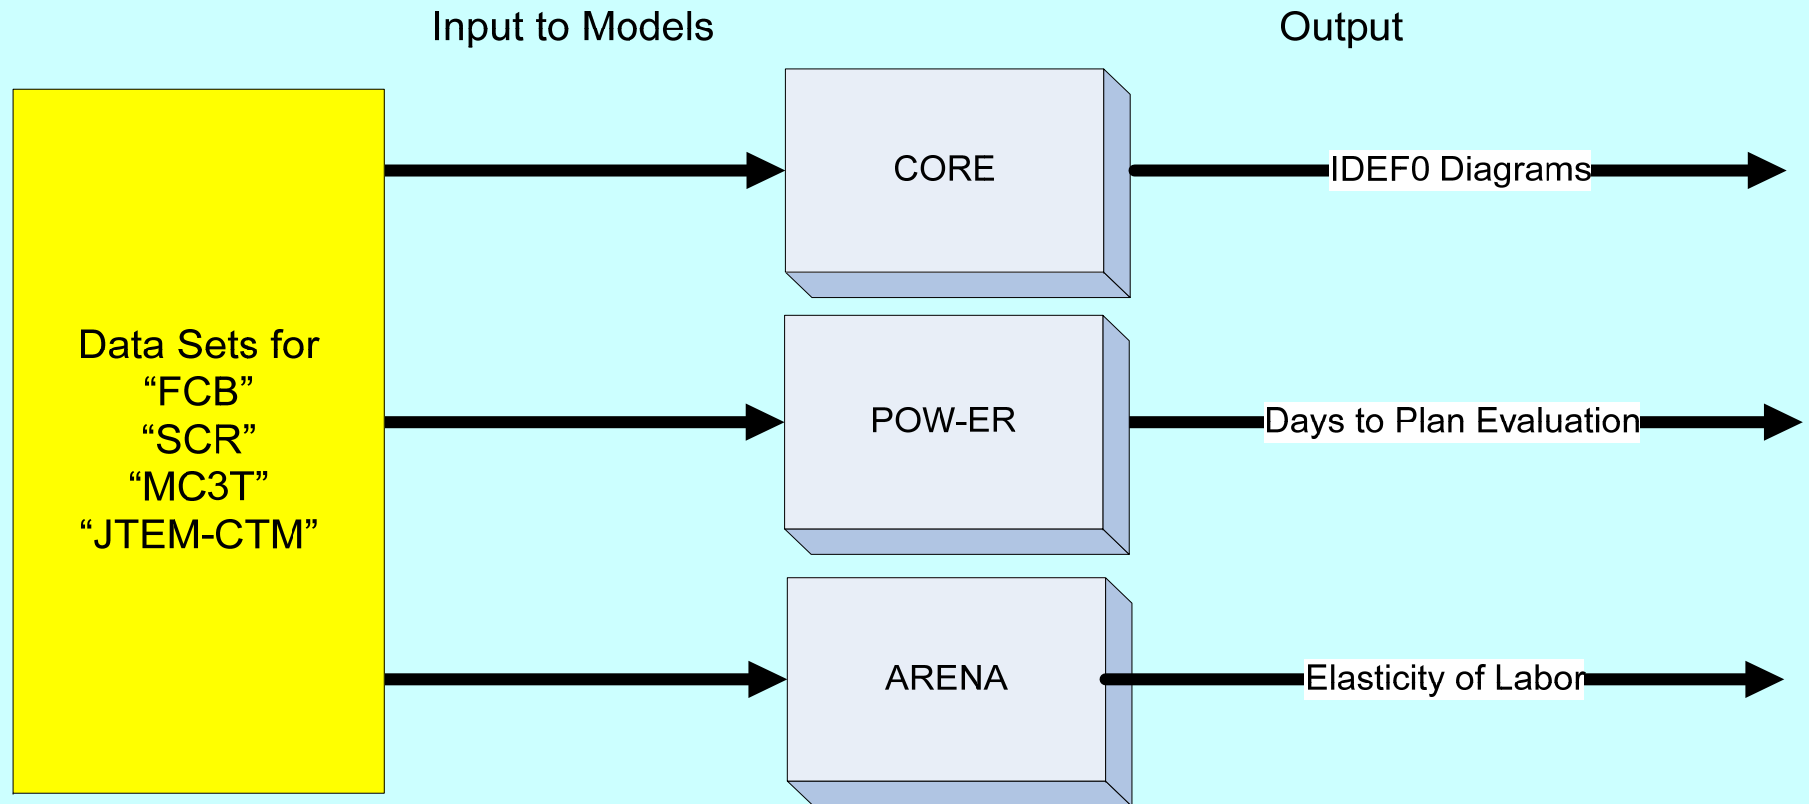 Input to Models
Output
Data Sets for
“FCB”
“SCR”
“MC3T”
“JTEM-CTM”
CORE
IDEF0 Diagrams
POW-ER
Days to Plan Evaluation
ARENA
Elasticity of Labor